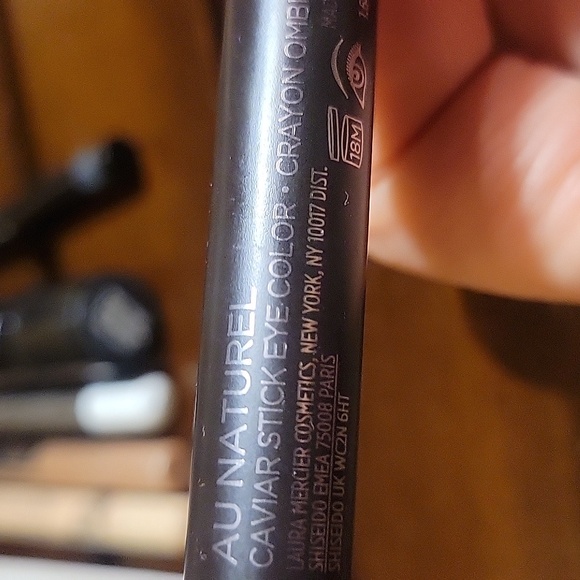 AU NATUREL
CAVIAR STICK EYE COLOR • CRAYON OMBR
LAURA MERCIER COSMETICS, NEW YORK, NY 10017 DIST.
SHISEIDO EMEA 75008 PARIS
SHISEIDO UK WC2N 6HT
18M